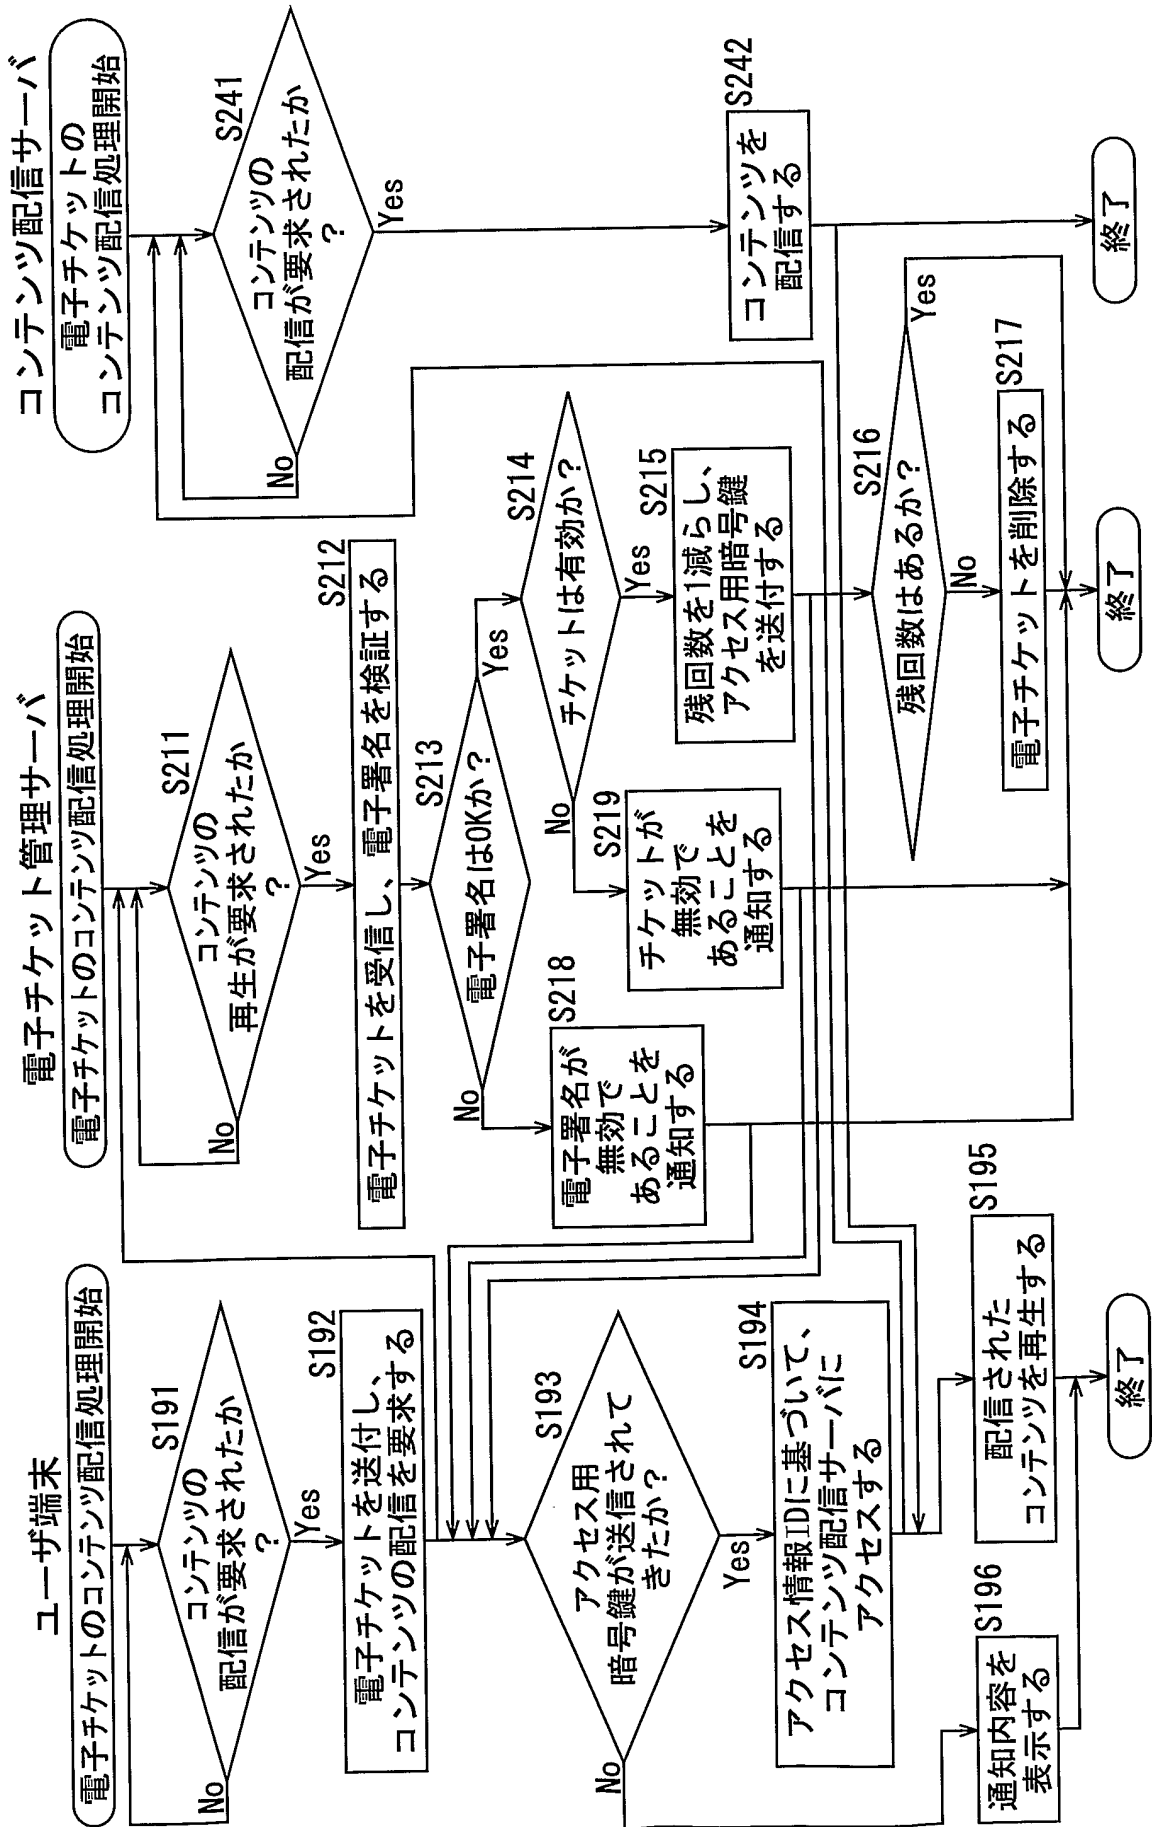 ユーザ端末
電子チケットのコンテンツ配信処理開始
S191
コンテンツの
配信が要求されたか
?
No
Yes
S192
電子チケットを送付し、
コンテンツの配信を要求する
S193
アクセス用
暗号鍵が送信されて
きたか?
No
Yes
S194
アクセス情報IDに基づいて、
コンテンツ配信サーバに
アクセスする
S195
配信された
コンテンツを再生する
S196
通知内容を
表示する
終了
電子チケット管理サーバ
電子チケットのコンテンツ配信処理開始
S211
コンテンツの
再生が要求されたか
?
No
Yes
S212
電子チケットを受信し、電子署名を検証する
S213
電子署名はOKか?
No
Yes
S218
電子署名が
無効で
あることを
通知する
S214
チケットは有効か?
No
Yes
S219
チケットが
無効で
あることを
通知する
S215
残回数を1減らし、
アクセス用暗号鍵
を送付する
S216
残回数はあるか?
Yes
No
S217
電子チケットを削除する
終了
コンテンツ配信サーバ
電子チケットの
コンテンツ配信処理開始
S241
コンテンツの
配信が要求されたか
?
No
Yes
S242
コンテンツを
配信する
終了